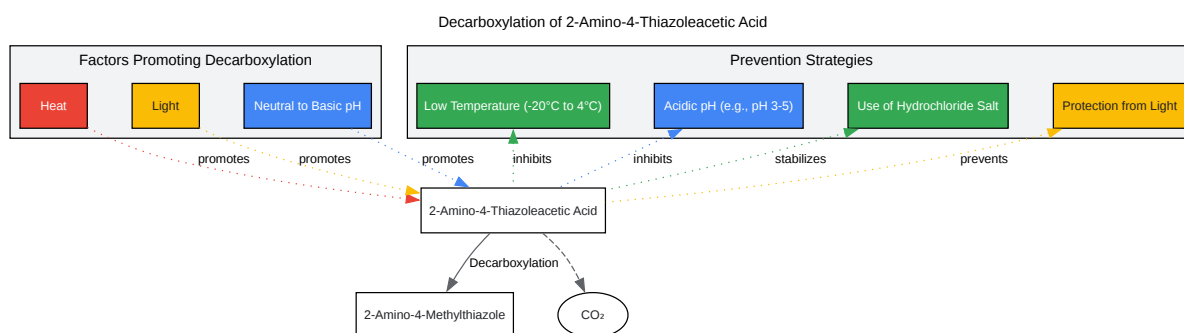 Decarboxylation of 2-Amino-4-Thiazoleacetic Acid
Factors Promoting Decarboxylation
Prevention Strategies
Heat
Light
Neutral to Basic pH
Low Temperature (-20°C to 4°C)
Acidic pH (e.g., pH 3-5)
Use of Hydrochloride Salt
Protection from Light
promotes
promotes
promotes
inhibits
inhibits
stabilizes
prevents
2-Amino-4-Thiazoleacetic Acid
Decarboxylation
2-Amino-4-Methylthiazole
CO₂